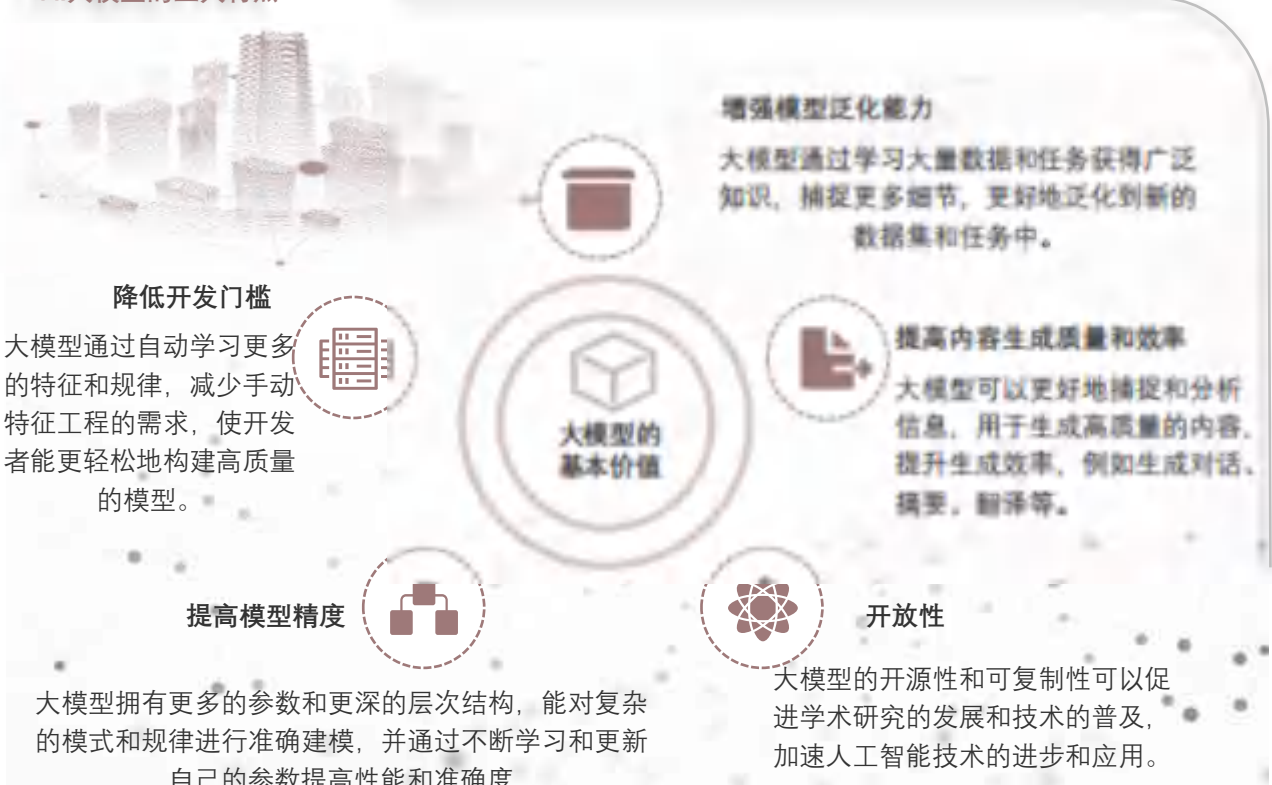 增强模型泛化能力
大模型通过学习大量数据和任务获得广泛
知识，捕捉更多细节，更好地泛化到新的
数据集和任务中。
降低开发门槛
大模型通过自动学习更多
的特征和规律，减少手动
特征工程的需求，使开发
者能更轻松地构建高质量
的模型。
大模型的
基本价值
提高内容生成质量和效率
大模型可以更好地捕捉和分析
信息，用于生成高质量的内容，
提升生成效率，例如生成对话、
摘要，翻译等。
提高模型精度
大模型拥有更多的参数和更深的层次结构，能对复杂
的模式和规律进行准确建模，并通过不断学习和更新
自己的参数提高性能和准确度
开放性
大模型的开源性和可复制性可以促
进学术研究的发展和技术的普及，
加速人工智能技术的进步和应用。